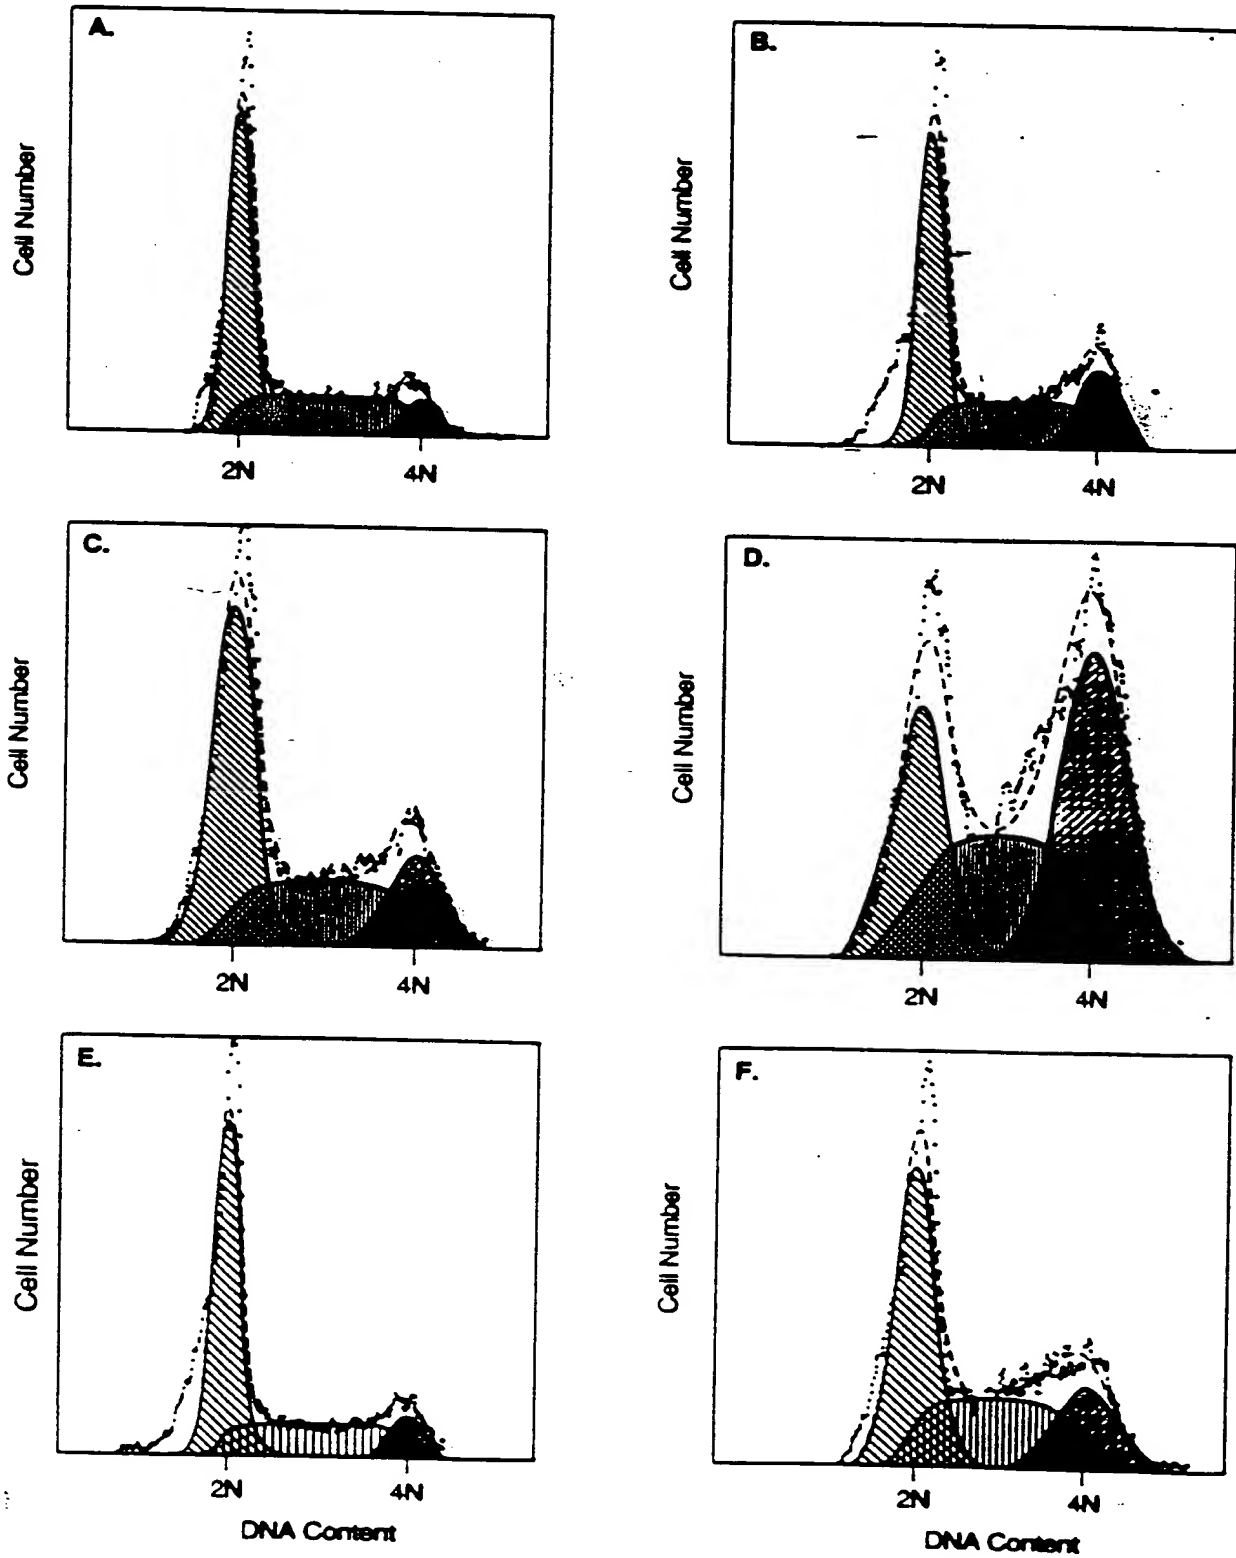 A.
Cell Number
2N 4N
B.
Cell Number
2N 4N
C.
Cell Number
2N 4N
D.
Cell Number
2N 4N
E.
Cell Number
2N 4N
DNA Content
F.
Cell Number
2N 4N
DNA Content